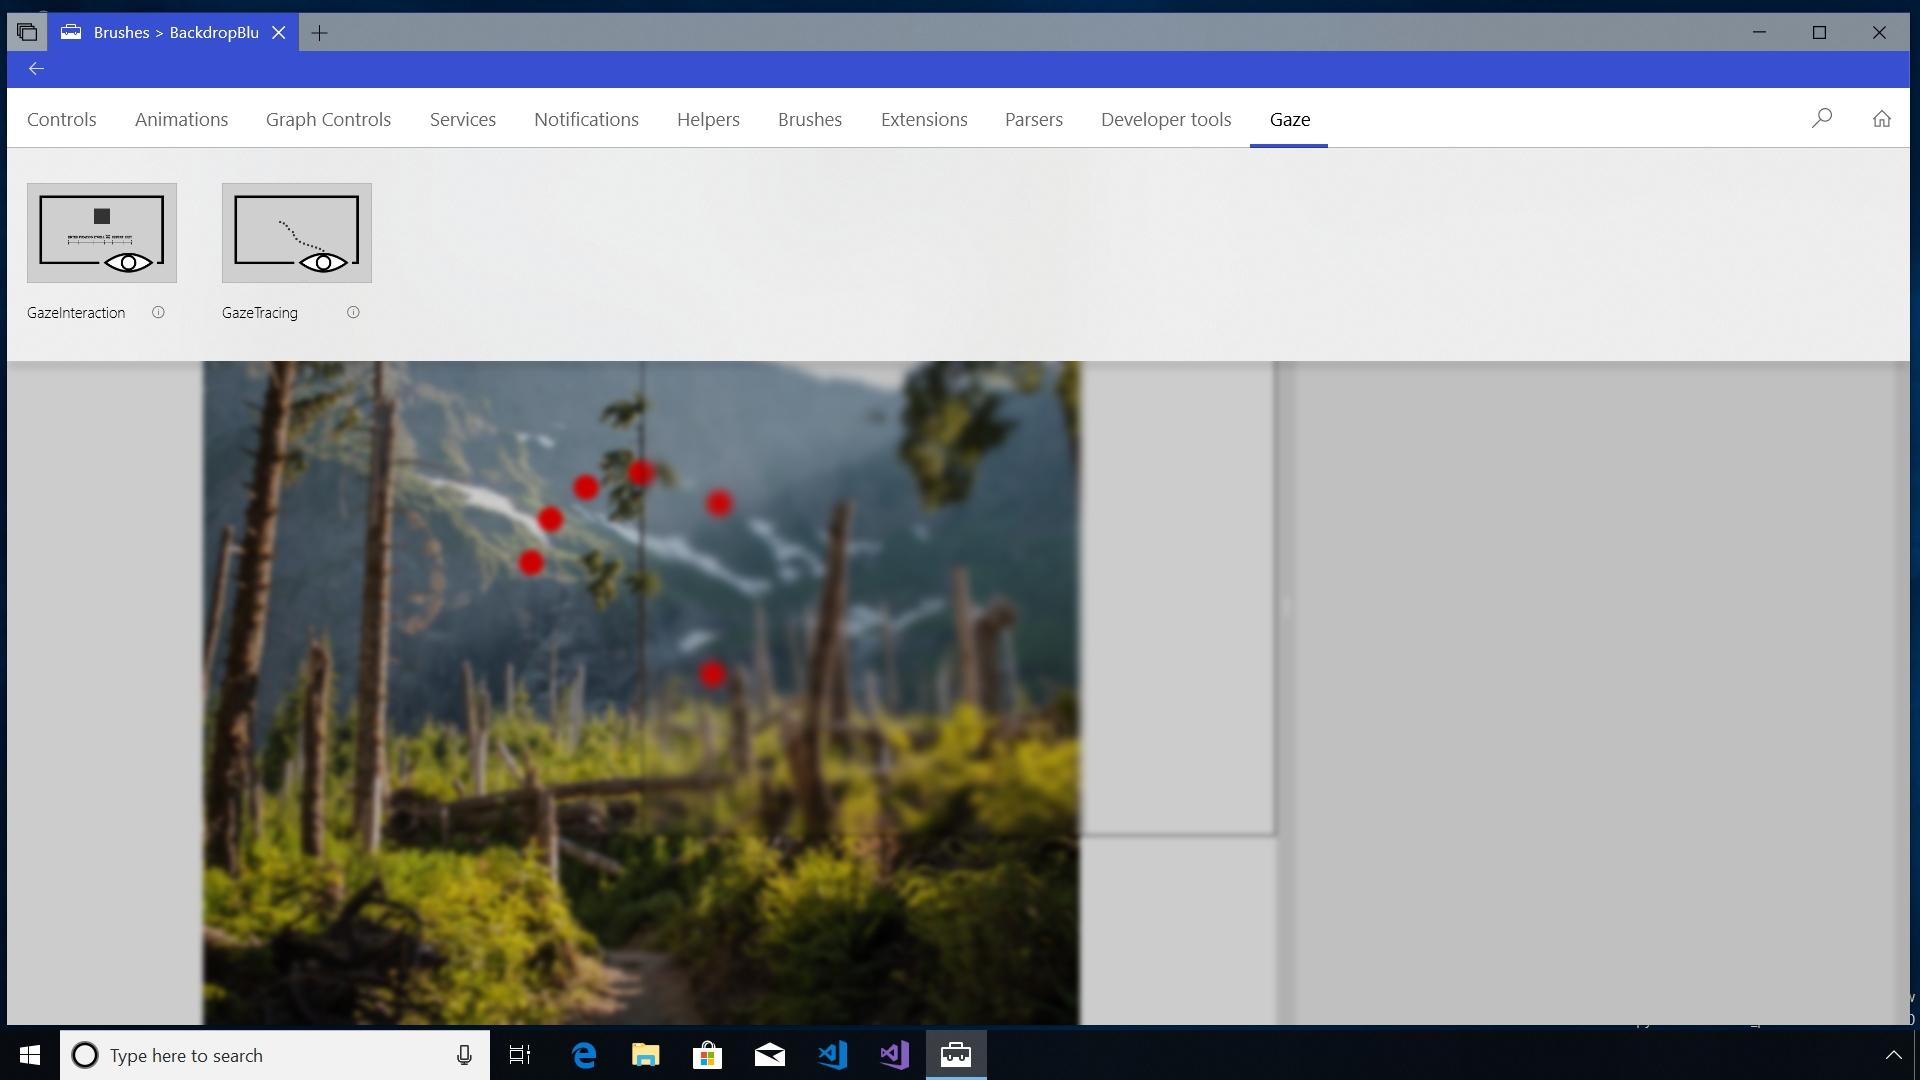 Brushes > BackdropBlu
Controls Animations Graph Controls Services Notifications Helpers Brushes Extensions Parsers Developer tools Gaze
GazeInteraction GazeTracing
Type here to search